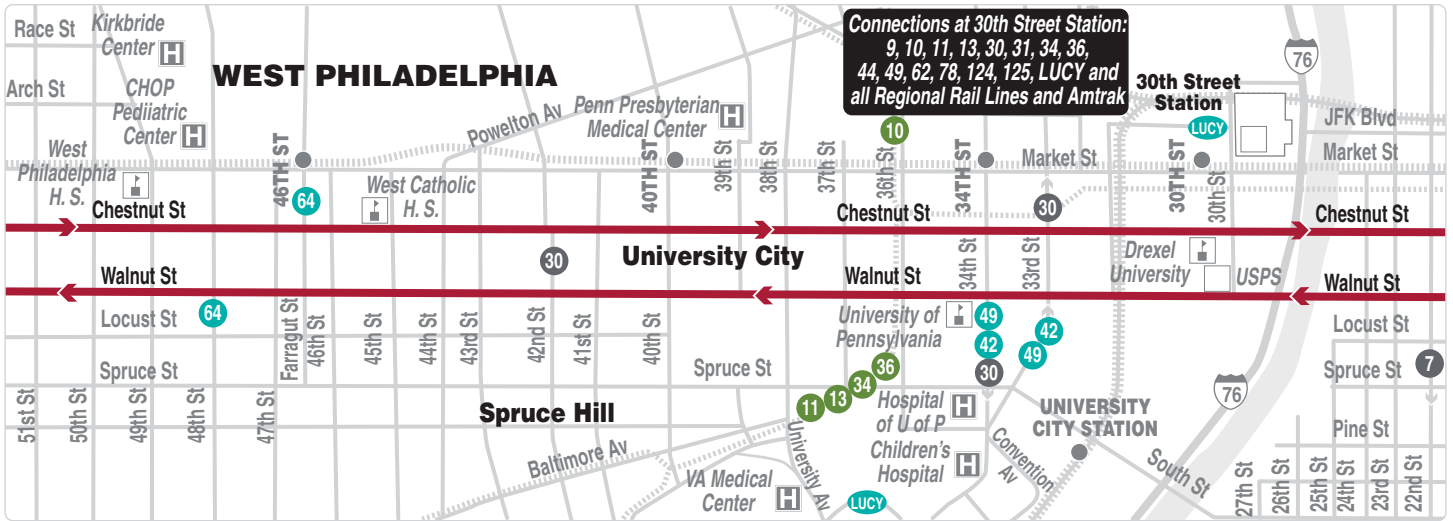 Race St
Kirkbride
Center
H
Arch St
CHOP
Pediiatric
Center
H
WEST PHILADELPHIA
Powelton Av
Penn Presbyterian
Medical Center
H
Connections at 30th Street Station:
9, 10, 11, 13, 30, 31, 34, 36,
44, 49, 62, 78, 124, 125, LUCY and
all Regional Rail Lines and Amtrak
10
30th Street
Station
LUCY
76
JFK Blvd
Market St
Market St
West
Philadelphia
H. S.
46TH ST
64
West Catholic
H. S.
40TH ST
39th St
38th St
37th St
36th St
34TH ST
30
30TH ST
30th St
Chestnut St
Chestnut St
Chestnut St
University City
30
34th St
33rd St
Drexel
University
USPS
Walnut St
Walnut St
Walnut St
Locust St
64
Farragut St
46th St
45th St
44th St
43rd St
42nd St
41st St
40th St
University of
Pennsylvania
49
42
30
42
49
Locust St
Spruce St
Spruce St
Spruce St
7
36
34
13
11
51st St
50th St
49th St
48th St
47th St
Spruce Hill
Baltimore Av
University Av
Hospital
of U of P
H
Children's
Hospital
H
Convention
Av
UNIVERSITY
CITY STATION
76
Pine St
South St
VA Medical
Center
H
LUCY
27th St
26th St
25th St
24th St
23rd St
22nd St